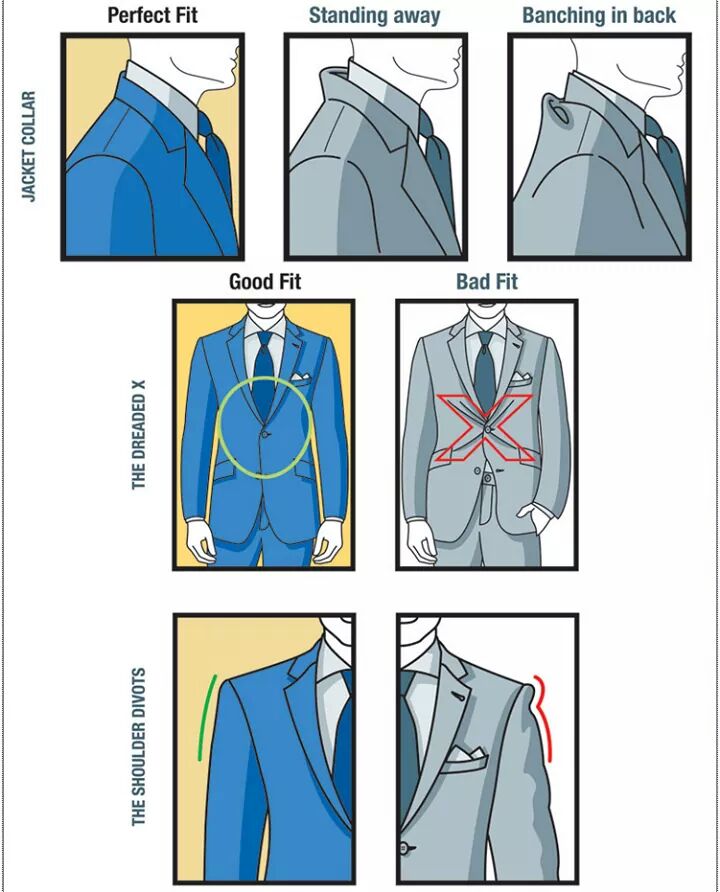 Perfect Fit
Standing away
Banching in back
JACKET COLLAR
Good Fit
Bad Fit
THE DREADED X
THE SHOULDER DIVOTS